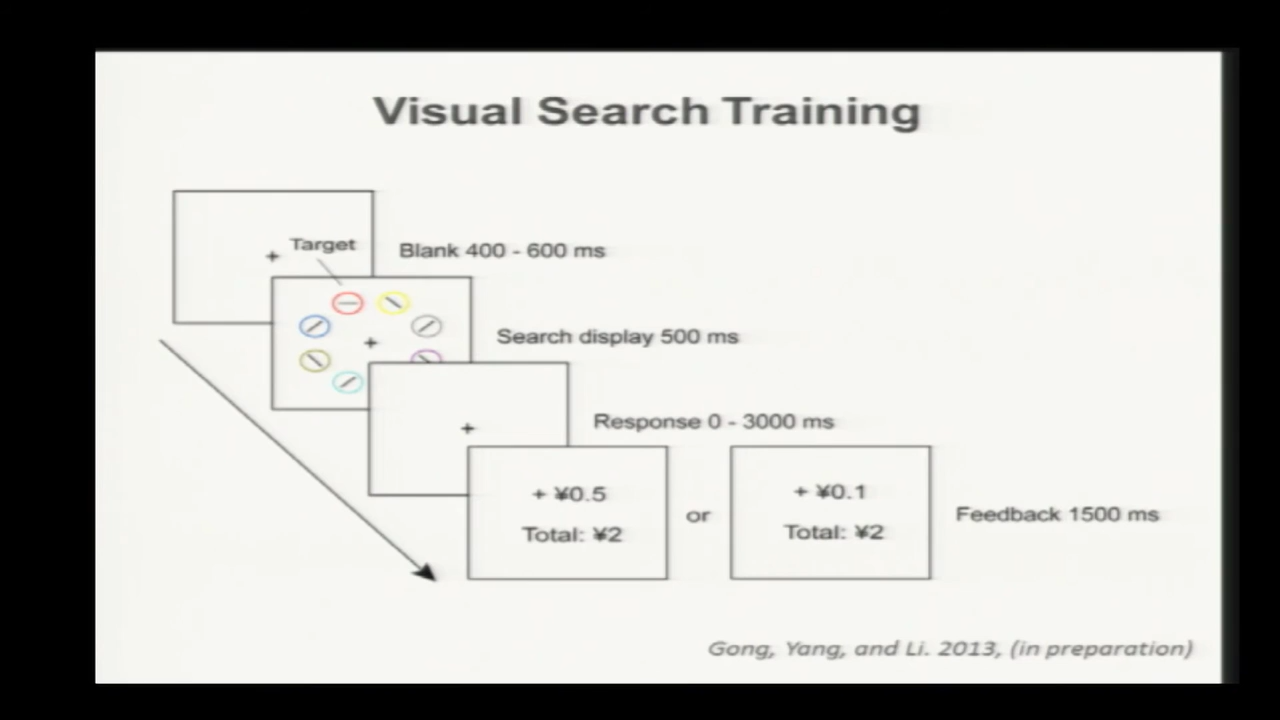 Visual Search Training
Target
Blank 400 - 600 ms
Search display 500 ms
Response 0 - 3000 ms
+ ¥0.5
Total: ¥2
or
+ ¥0.1
Total: ¥2
Feedback 1500 ms
Gong, Yang, and Li. 2013, (in preparation)